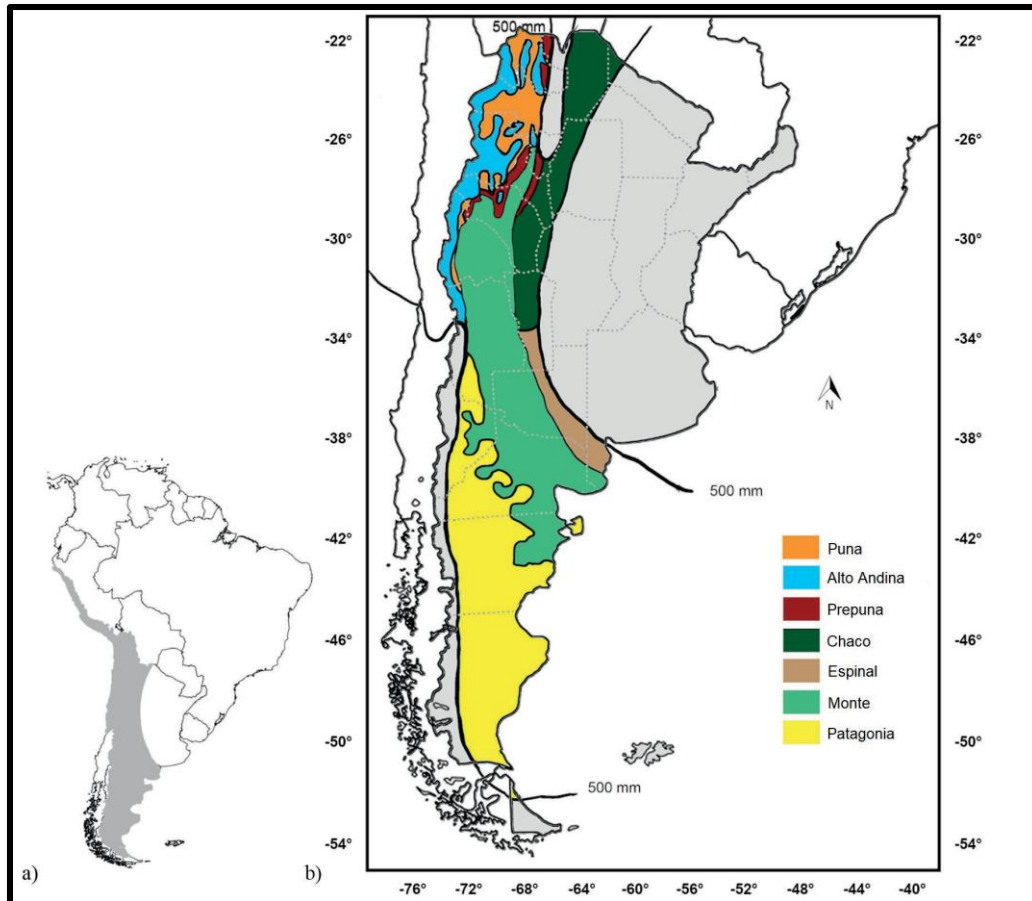 500 mm
-22°
-26°
-30°
-34°
-38°
-42°
-46°
-50°
-54°
-22°
-26°
-30°
-34°
-38°
-42°
-46°
-50°
-54°
N
500 mm
Puna
Alto Andina
Prepuna
Chaco
Espinal
Monte
Patagonia
500 mm
a)
b)
-76° -72° -68° -64° -60° -56° -52° -48° -44° -40°